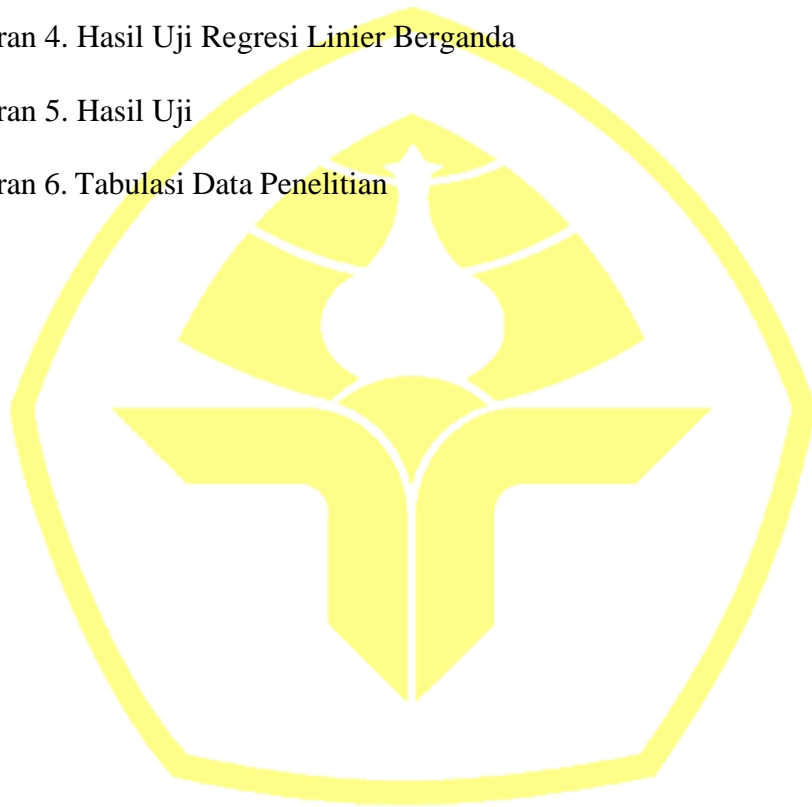 ran 4. Hasil Uji Regresi Linier Berganda
ran 5. Hasil Uji
ran 6. Tabulasi Data Penelitian